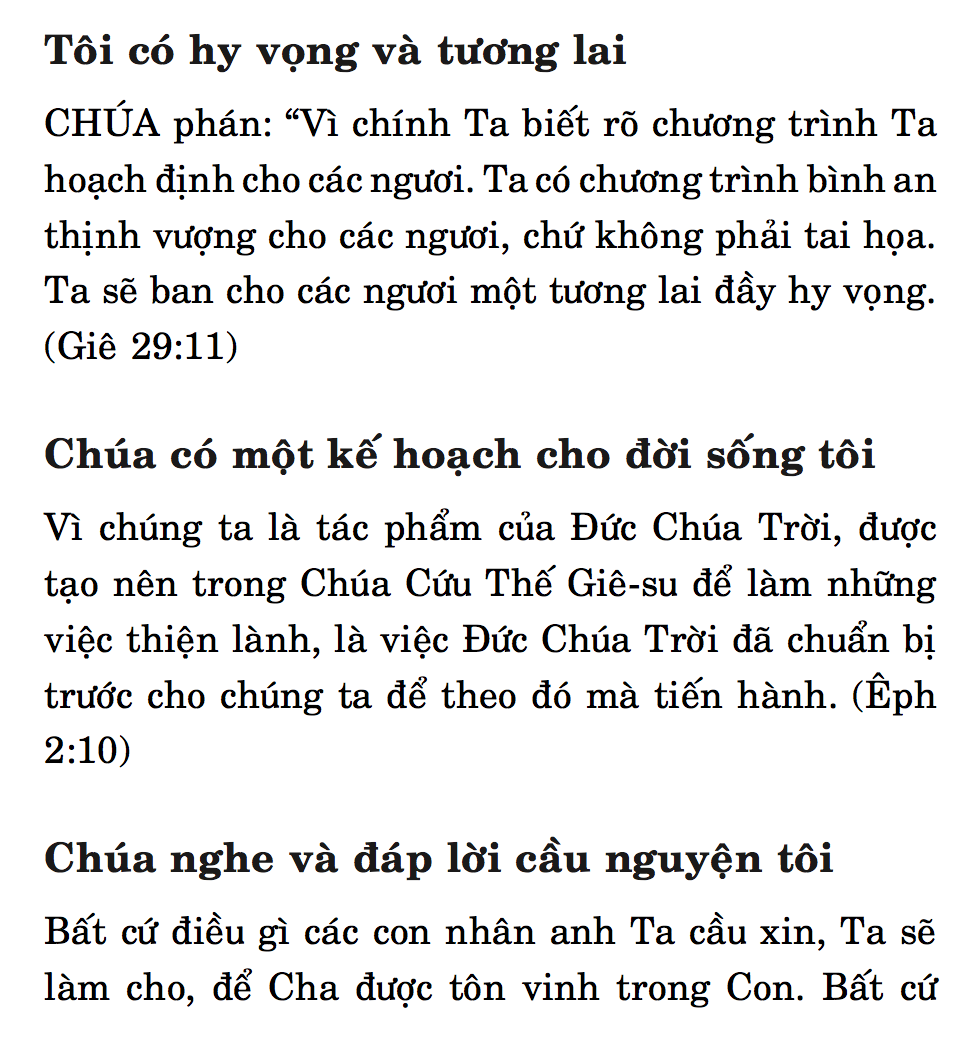 Tôi có hy vọng và tương lai
CHÚA phán: “Vì chính Ta biết rõ chương trình Ta
hoạch định cho các ngươi. Ta có chương trình bình an
thịnh vượng cho các ngươi, chứ không phải tai họa.
Ta sẽ ban cho các ngươi một tương lai đầy hy vọng.
(Giê 29:11)
Chúa có một kế hoạch cho đời sống tôi
Vì chúng ta là tác phẩm của Đức Chúa Trời, được
tạo nên trong Chúa Cứu Thế Giê-su để làm những
việc thiện lành, là việc Đức Chúa Trời đã chuẩn bị
trước cho chúng ta để theo đó mà tiến hành. (Êph
2:10)
Chúa nghe và đáp lời cầu nguyện tôi
Bất cứ điều gì các con nhân anh Ta cầu xin, Ta sẽ
làm cho, để Cha được tôn vinh trong Con. Bất cứ